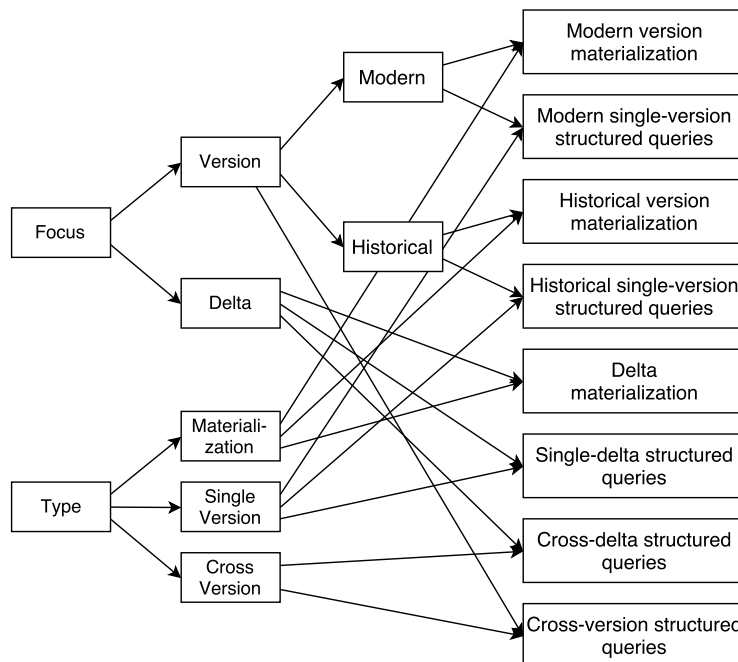 Focus
Type
Version
Delta
Materiali-
zation
Single
Version
Cross
Version
Modern
Historical
Modern version
materialization
Modern single-version
structured queries
Historical version
materialization
Historical single-version
structured queries
Delta
materialization
Single-delta structured
queries
Cross-delta structured
queries
Cross-version structured
queries